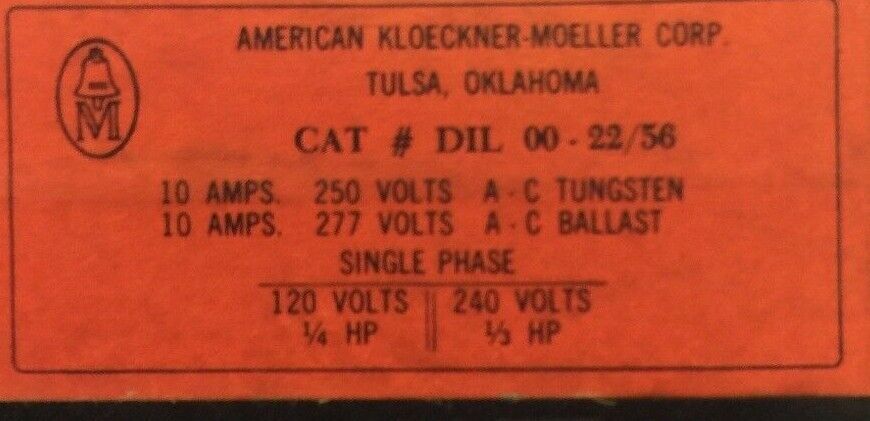 AMERICAN KLOECKNER-MOELLER CORP.
TULSA, OKLAHOMA
M
CAT # DIL 00-22/56
10 AMPS. 250 VOLTS A-C TUNGSTEN
10 AMPS. 277 VOLTS A-C BALLAST
SINGLE PHASE
120 VOLTS || 240 VOLTS
¼ HP || ⅓ HP